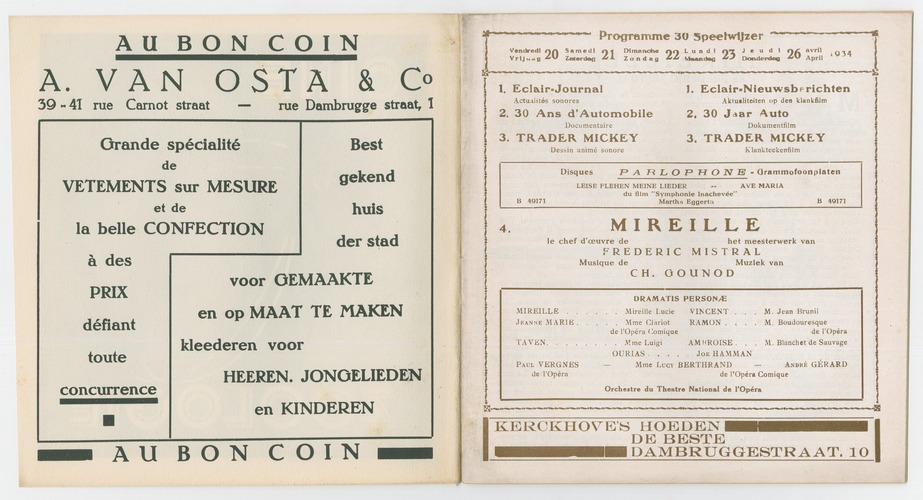 AU BON COIN
A. VAN OSTA & Co
39-41 rue Carnot straat — rue Dambrugge straat, 1
Grande spécialité
de
VETEMENTS sur MESURE
et de
la belle CONFECTION
à des
PRIX
défiant
toute
concurrence
Best
gekend
huis
der stad
voor GEMAAKTE
en op MAAT TE MAKEN
kleederen voor
HEEREN. JONGELIEDEN
en KINDEREN
AU BON COIN
Programme 30 Speelwijzer
Vendredi Vrijdag 20 Samedi Zaterdag 21 Dimanche Zondag 22 Lundi Maandag 23 Jeudi Donderdag 26 avril April 1934
1. Eclair-Journal
Actualités sonores
2. 30 Ans d'Automobile
Documentaire
3. TRADER MICKEY
Dessin animé sonore
1. Eclair-Nieuwsberichten
Aktualiteiten op den klankfilm
2. 30 Jaar Auto
Dokumentfilm
3. TRADER MICKEY
Klankteekenfilm
Disques PARLOPHONE - Grammofoonplaten
LEISE FLEHEN MEINE LIEDER -- AVE MARIA
du film "Symphonie Inachevée"
B 49171 Martha Eggerth B 49171
4. MIREILLE
le chef d'œuvre de het meesterwerk van
FREDERIC MISTRAL
Musique de Muziek van
CH. GOUNOD
DRAMATIS PERSONÆ
MIREILLE . . . . . Mireille Lucie VINCENT . . . . M. Jean Brunil
JEANNE MARIE . . . . . Mme Clariot RAMON . . . . M. Boudouresque
de l'Opéra Comique de l'Opéra
TAVEN. . . . . . . Mme Luigi AMBROISE . . . M. Blanchet de Sauvage
OURIAS . . . . . JOE HAMMAN
PAUL VERGNES — Mme LUCY BERTHRAND — ANDRÉ GÉRARD
de l'Opéra de l'Opéra Comique
Orchestre du Theatre National de l'Opéra
KERCKHOVE'S HOEDEN
DE BESTE
DAMBRUGGESTRAAT. 10